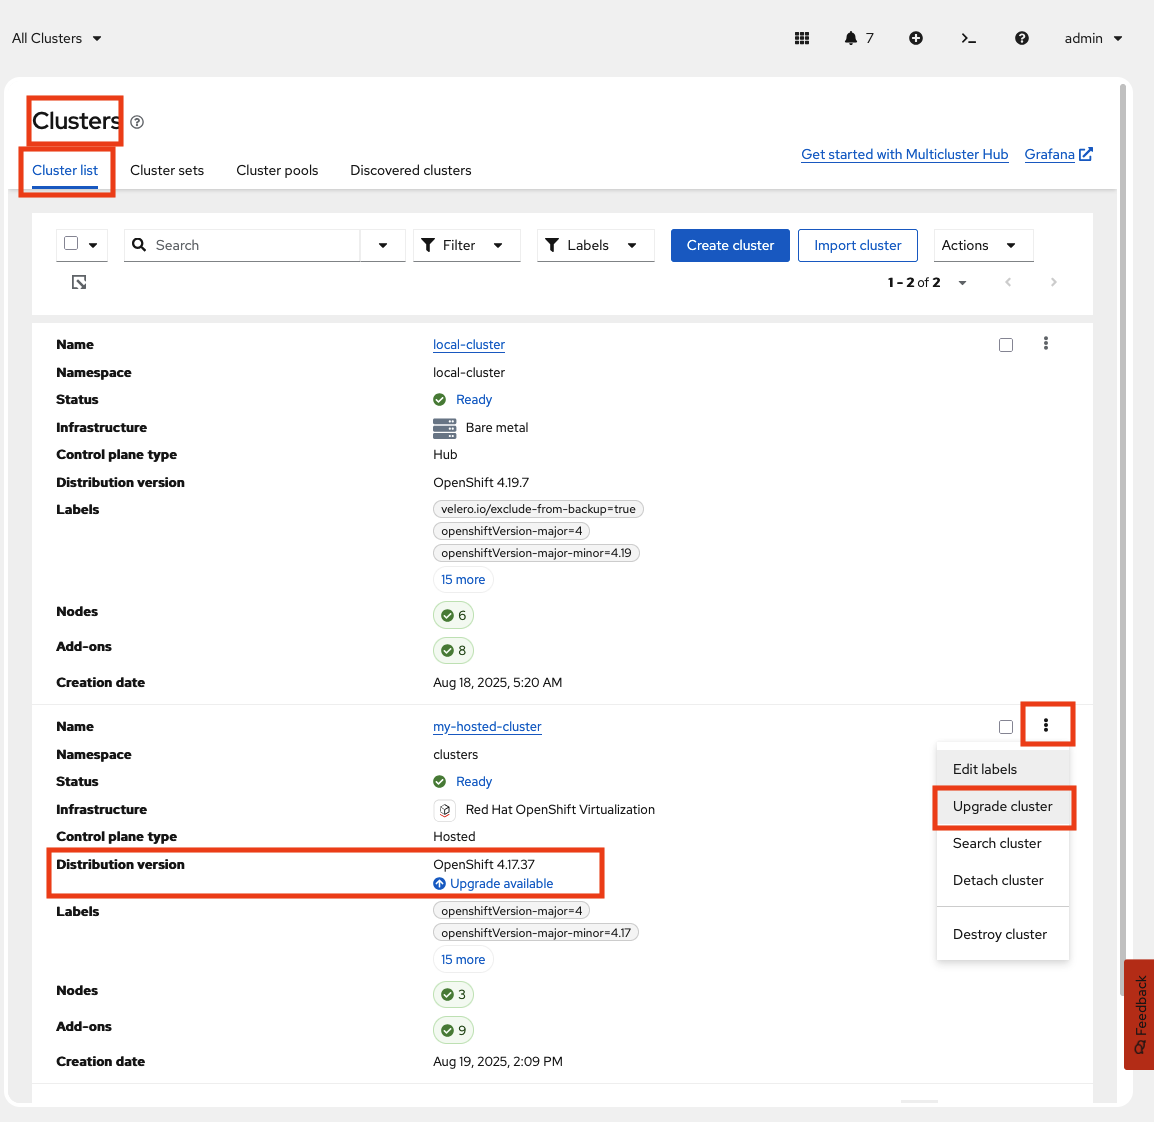 All Clusters
7
admin
Clusters
Get started with Multicluster Hub Grafana
Cluster list Cluster sets Cluster pools Discovered clusters
Search Filter Labels Create cluster Import cluster Actions
1 - 2 of 2
Name local-cluster
Namespace local-cluster
Status Ready
Infrastructure Bare metal
Control plane type Hub
Distribution version OpenShift 4.19.7
Labels velero.io/exclude-from-backup=true
openshiftVersion-major=4
openshiftVersion-major-minor=4.19
15 more
Nodes 6
Add-ons 8
Creation date Aug 18, 2025, 5:20 AM
Name my-hosted-cluster
Namespace clusters
Status Ready
Infrastructure Red Hat OpenShift Virtualization
Control plane type Hosted
Distribution version OpenShift 4.17.37
Upgrade available
Labels openshiftVersion-major=4
openshiftVersion-major-minor=4.17
15 more
Nodes 3
Add-ons 9
Creation date Aug 19, 2025, 2:09 PM
Edit labels
Upgrade cluster
Search cluster
Detach cluster
Destroy cluster
Feedback